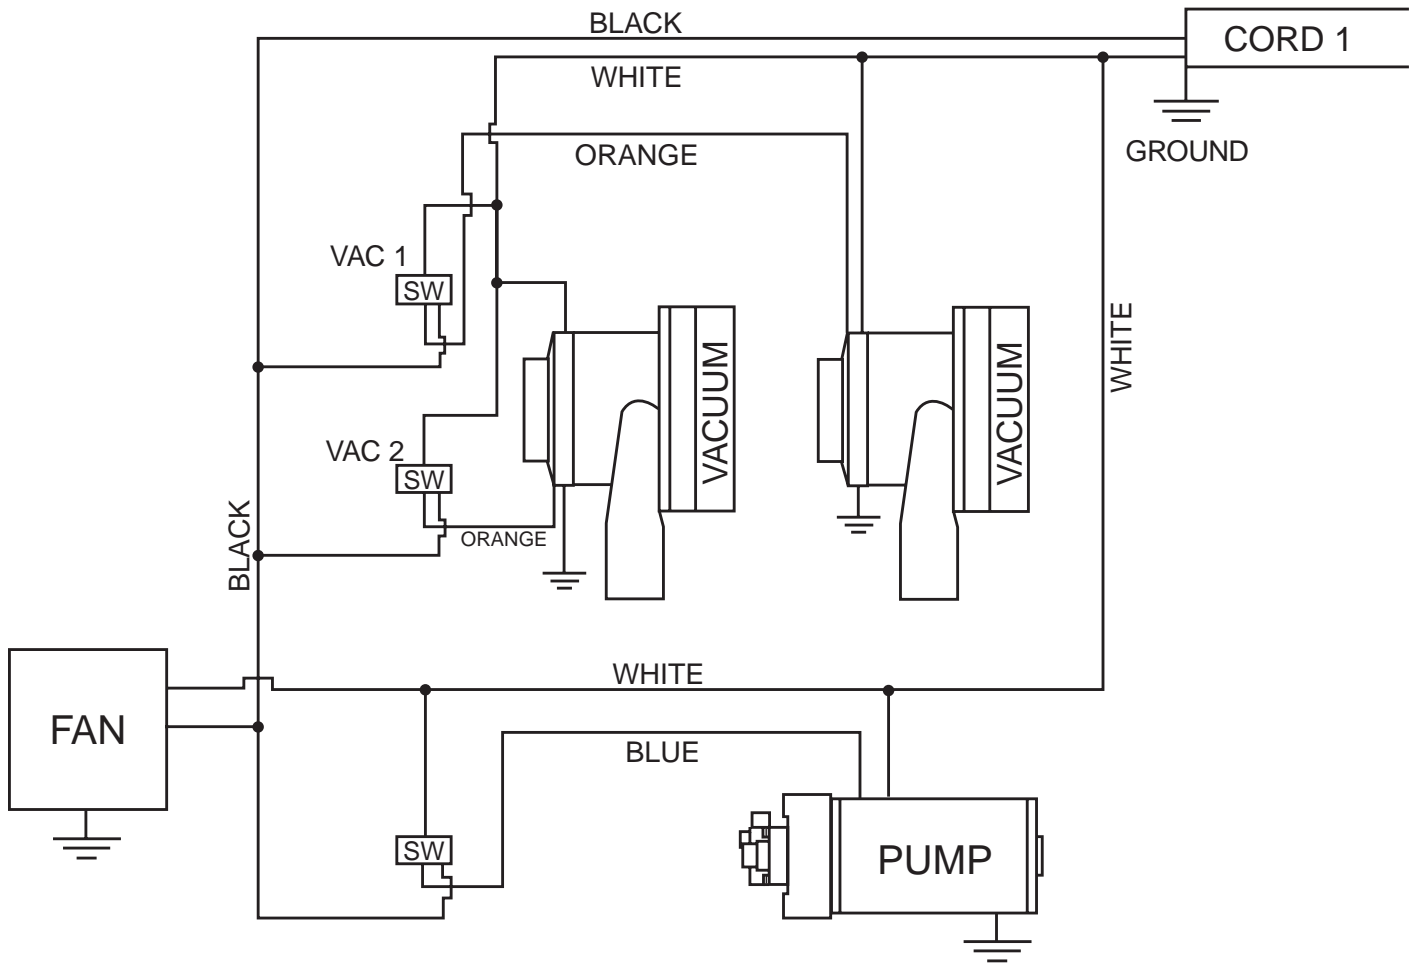 BLACK
CORD 1
WHITE
ORANGE
GROUND
VAC 1
SW
WHITE
VACUUM
VACUUM
VAC 2
SW
ORANGE
BLACK
WHITE
FAN
BLUE
SW
PUMP